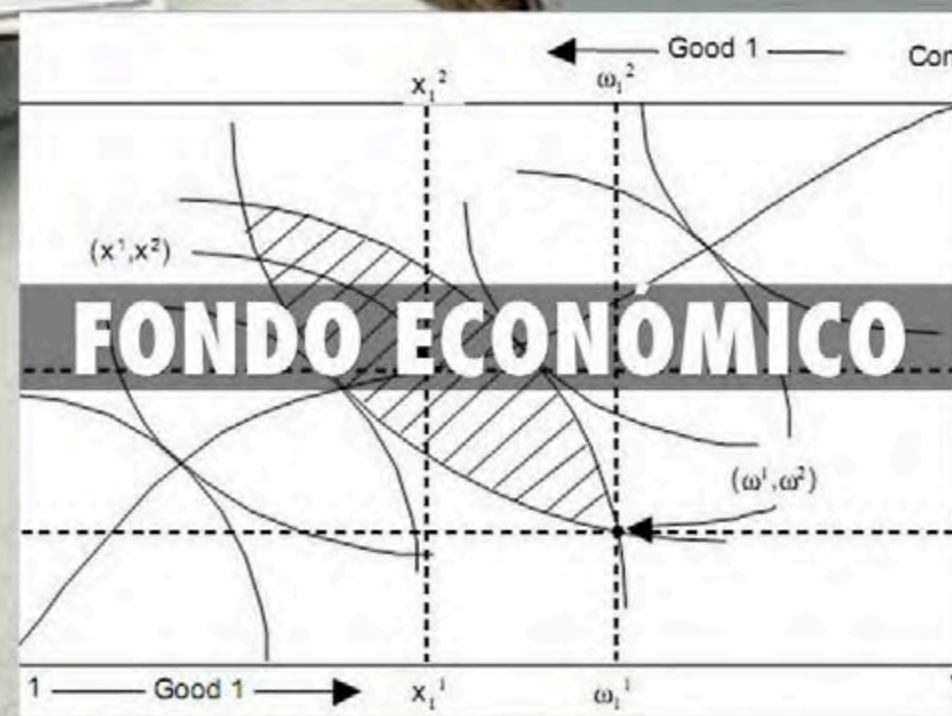 Good 1
x₁² ω₁²
(x¹,x²)
FONDO ECONÓMICO
(ω¹,ω²)
1 Good 1
x₁¹ ω₁¹